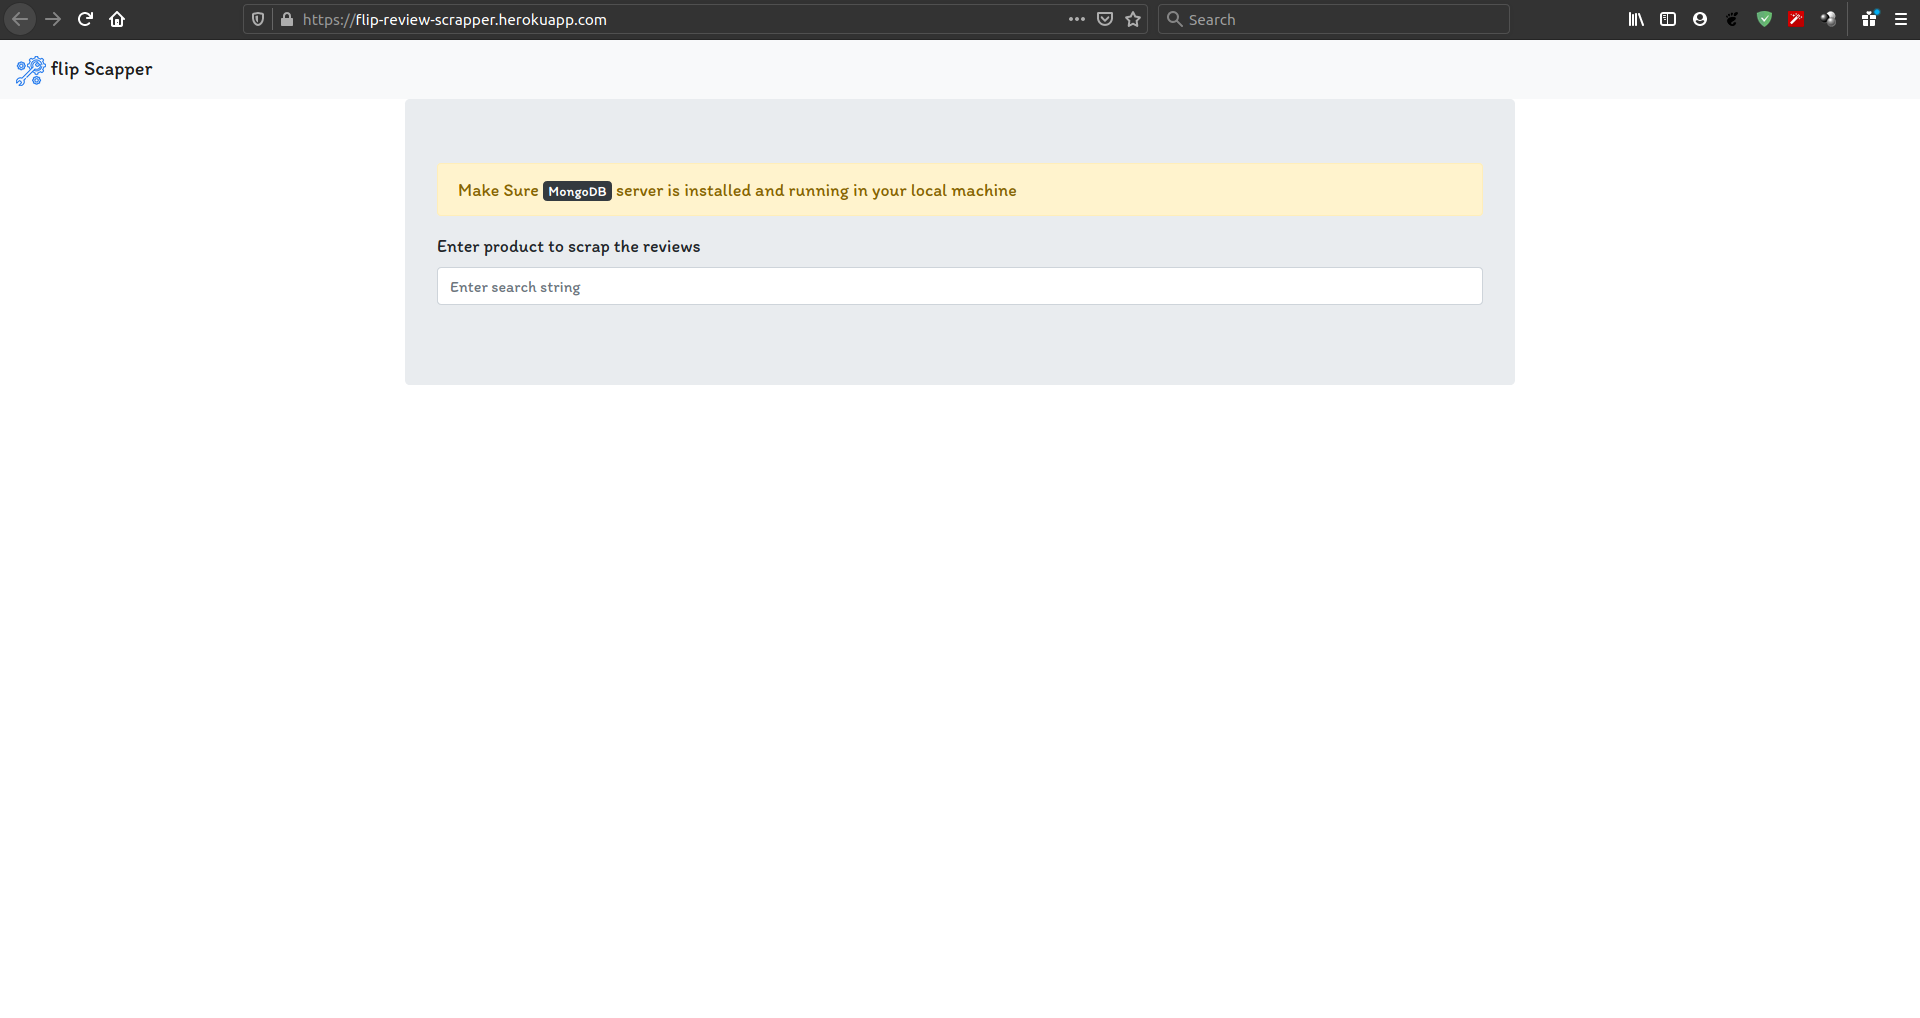 https://flip-review-scrapper.herokuapp.com
Search
flip Scapper
Make Sure MongoDB server is installed and running in your local machine
Enter product to scrap the reviews
Enter search string